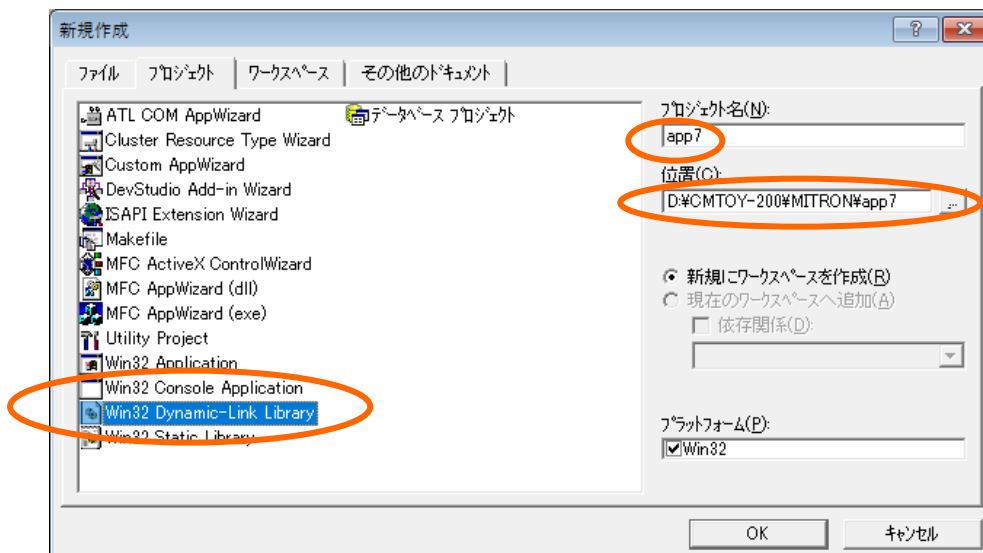 新規作成
ファイル プロジェクト ワークスペース その他のドキュメント
ATL COM AppWizard
Cluster Resource Type Wizard
Custom AppWizard
DevStudio Add-in Wizard
ISAPI Extension Wizard
Makefile
MFC ActiveX ControlWizard
MFC AppWizard (dll)
MFC AppWizard (exe)
Utility Project
Win32 Application
Win32 Console Application
Win32 Dynamic-Link Library
Win32 Static Library
データベース プロジェクト
プロジェクト名(N):
app7
位置(C):
D:¥CMTOY-200¥MITRON¥app7
...
新規にワークスペースを作成(R)
現在のワークスペースへ追加(A)
依存関係(D):
プラットフォーム(P):
Win32
OK キャンセル